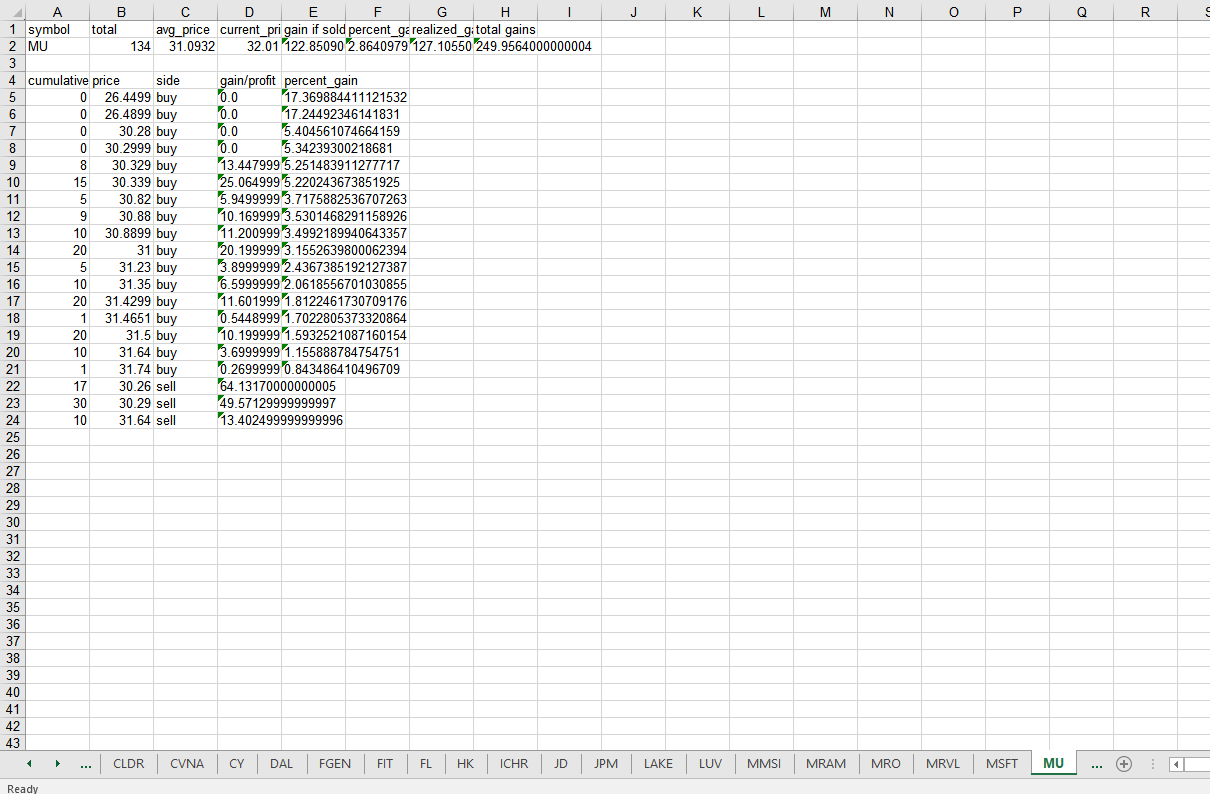 A B C D E F G H I J K L M N O P Q R S
1 symbol total avg_price current_pri gain if sold percent_ga realized_ga total gains
2 MU 134 31.0932 32.01 122.85090 2.8640979 127.10550 249.9564000000004
3
4 cumulative price side gain/profit percent_gain
5 0 26.4499 buy 0.0 17.369884411121532
6 0 26.4899 buy 0.0 17.24492346141831
7 0 30.28 buy 0.0 5.404561074664159
8 0 30.2999 buy 0.0 5.34239300218681
9 8 30.329 buy 13.447999 5.251483911277717
10 15 30.339 buy 25.064999 5.220243673851925
11 5 30.82 buy 5.9499999 3.7175882536707263
12 9 30.88 buy 10.169999 3.5301468291158926
13 10 30.8899 buy 11.200999 3.4992189940643357
14 20 31 buy 20.199999 3.1552639800062394
15 5 31.23 buy 3.8999999 2.4367385192127387
16 10 31.35 buy 6.5999999 2.0618556701030855
17 20 31.4299 buy 11.601999 1.8122461730709176
18 1 31.4651 buy 0.5448999 1.7022805373320864
19 20 31.5 buy 10.199999 1.5932521087160154
20 10 31.64 buy 3.6999999 1.155888784754751
21 1 31.74 buy 0.2699999 0.843486410496709
22 17 30.26 sell 64.13170000000005
23 30 30.29 sell 49.57129999999997
24 10 31.64 sell 13.402499999999996
25
26
27
28
29
30
31
32
33
34
35
36
37
38
39
40
41
42
43
... CLDR CVNA CY DAL FGEN FIT FL HK ICHR JD JPM LAKE LUV MMSI MRAM MRO MRVL MSFT MU ...
Ready